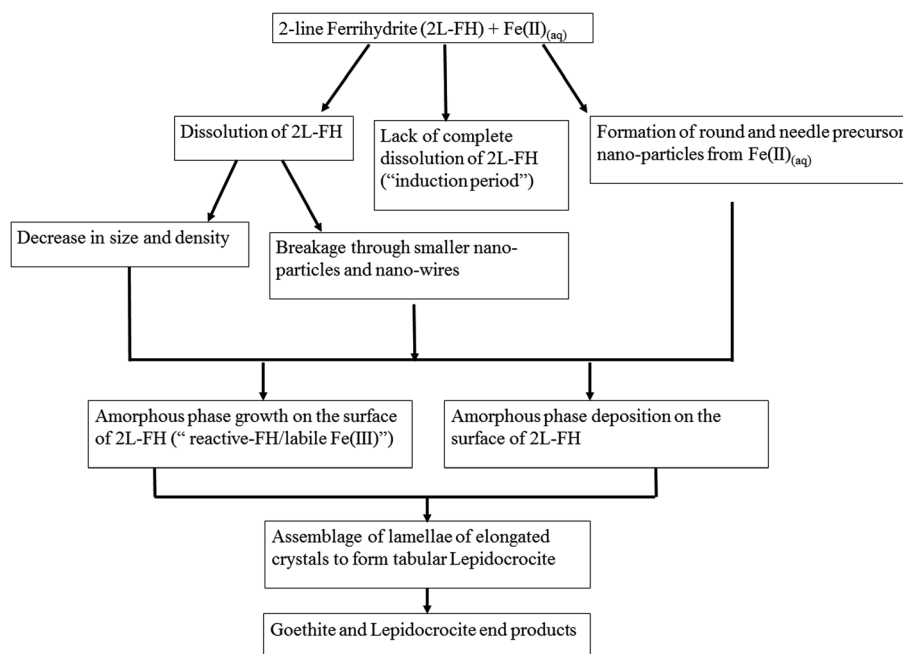 2-line Ferrihydrite (2L-FH) + Fe(II)(aq)
Dissolution of 2L-FH
Lack of complete
dissolution of 2L-FH
(“induction period”)
Formation of round and needle precursor
nano-particles from Fe(II)(aq)
Decrease in size and density
Breakage through smaller nano-
particles and nano-wires
Amorphous phase growth on the surface
of 2L-FH (“ reactive-FH/labile Fe(III)”)
Amorphous phase deposition on the
surface of 2L-FH
Assemblage of lamellae of elongated
crystals to form tabular Lepidocrocite
Goethite and Lepidocrocite end products